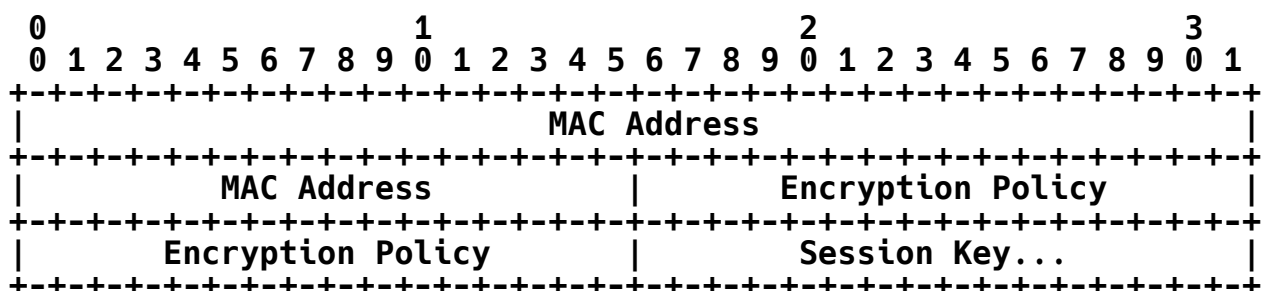 0                   1                   2                   3
 0 1 2 3 4 5 6 7 8 9 0 1 2 3 4 5 6 7 8 9 0 1 2 3 4 5 6 7 8 9 0 1
+-+-+-+-+-+-+-+-+-+-+-+-+-+-+-+-+-+-+-+-+-+-+-+-+-+-+-+-+-+-+-+-+
|                           MAC Address                         |
+-+-+-+-+-+-+-+-+-+-+-+-+-+-+-+-+-+-+-+-+-+-+-+-+-+-+-+-+-+-+-+-+
|          MAC Address          |       Encryption Policy       |
+-+-+-+-+-+-+-+-+-+-+-+-+-+-+-+-+-+-+-+-+-+-+-+-+-+-+-+-+-+-+-+-+
|       Encryption Policy       |        Session Key...         |
+-+-+-+-+-+-+-+-+-+-+-+-+-+-+-+-+-+-+-+-+-+-+-+-+-+-+-+-+-+-+-+-+